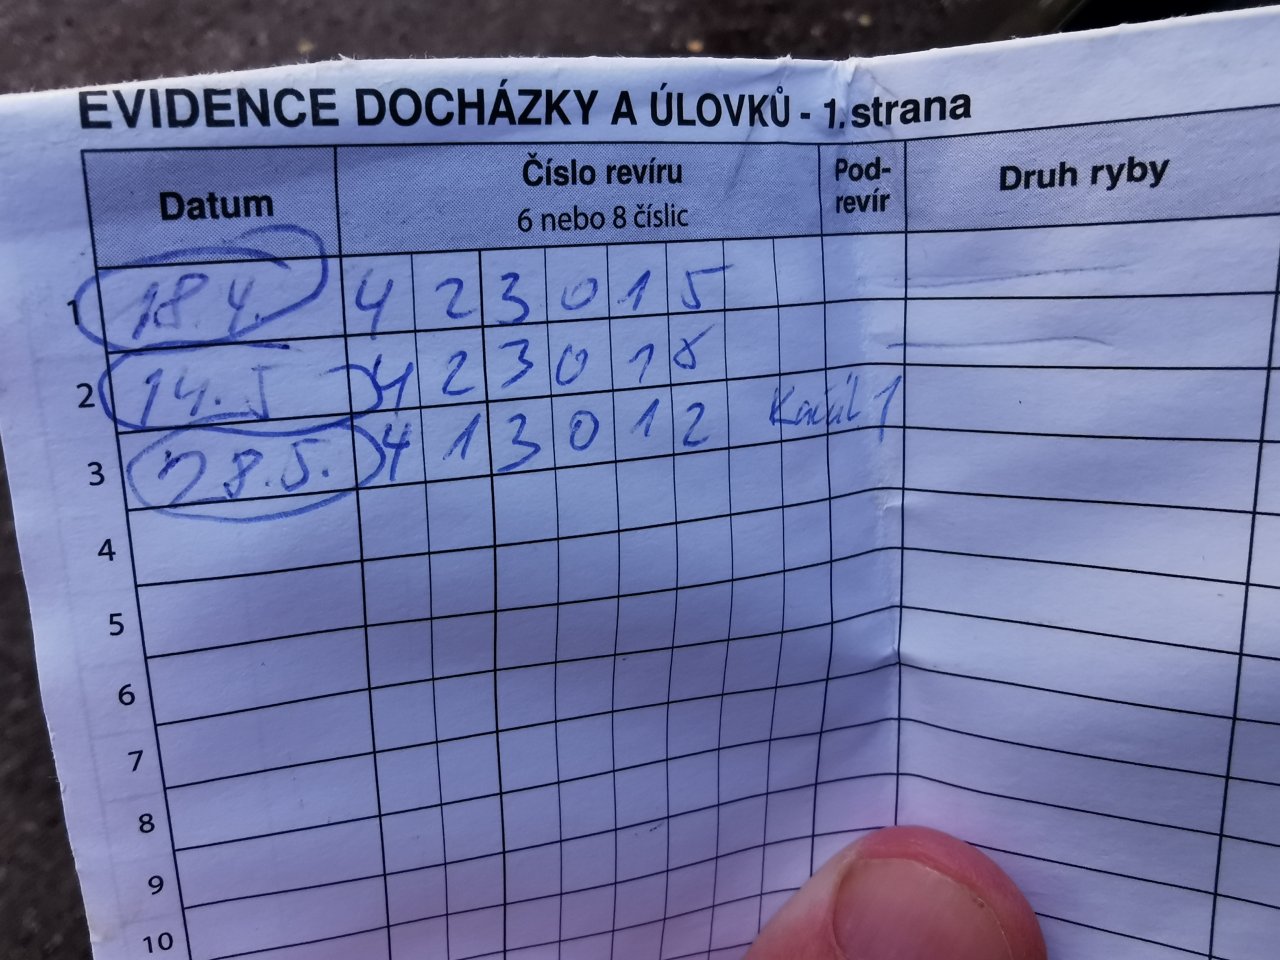 EVIDENCE DOCHÁZKY A ÚLOVKŮ - 1. strana
Datum Číslo revíru 6 nebo 8 číslic Pod-revír Druh ryby
1 18.4. 4 2 3 0 1 5
2 14.5 4 2 3 0 1 8
3 28.5. 4 1 3 0 1 2 1
4
5
6
7
8
9
10